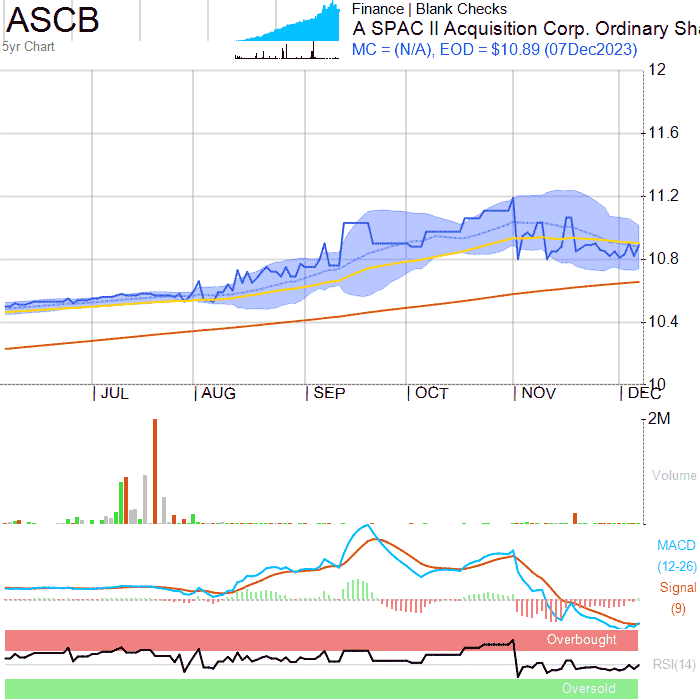 ASCB
5yr Chart
Finance | Blank Checks
A SPAC II Acquisition Corp. Ordinary Sha
MC = (N/A), EOD = $10.89 (07Dec2023)
12
11.6
11.2
10.8
10.4
10
JUL AUG SEP OCT NOV DEC
2M
Volume
MACD
(12-26)
Signal
(9)
Overbought
RSI(14)
Oversold